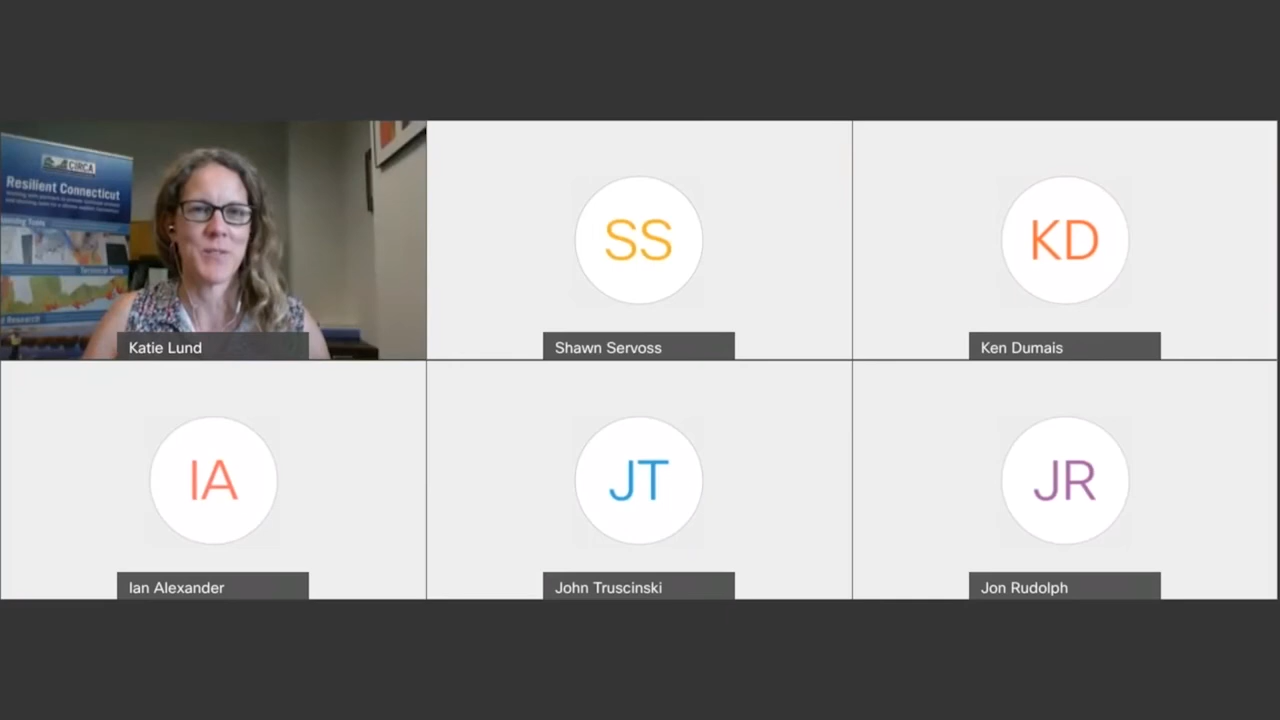 CIRCA
Resilient Connecticut
SS
KD
Katie Lund
Shawn Servoss
Ken Dumais
IA
JT
JR
Ian Alexander
John Truscinski
Jon Rudolph